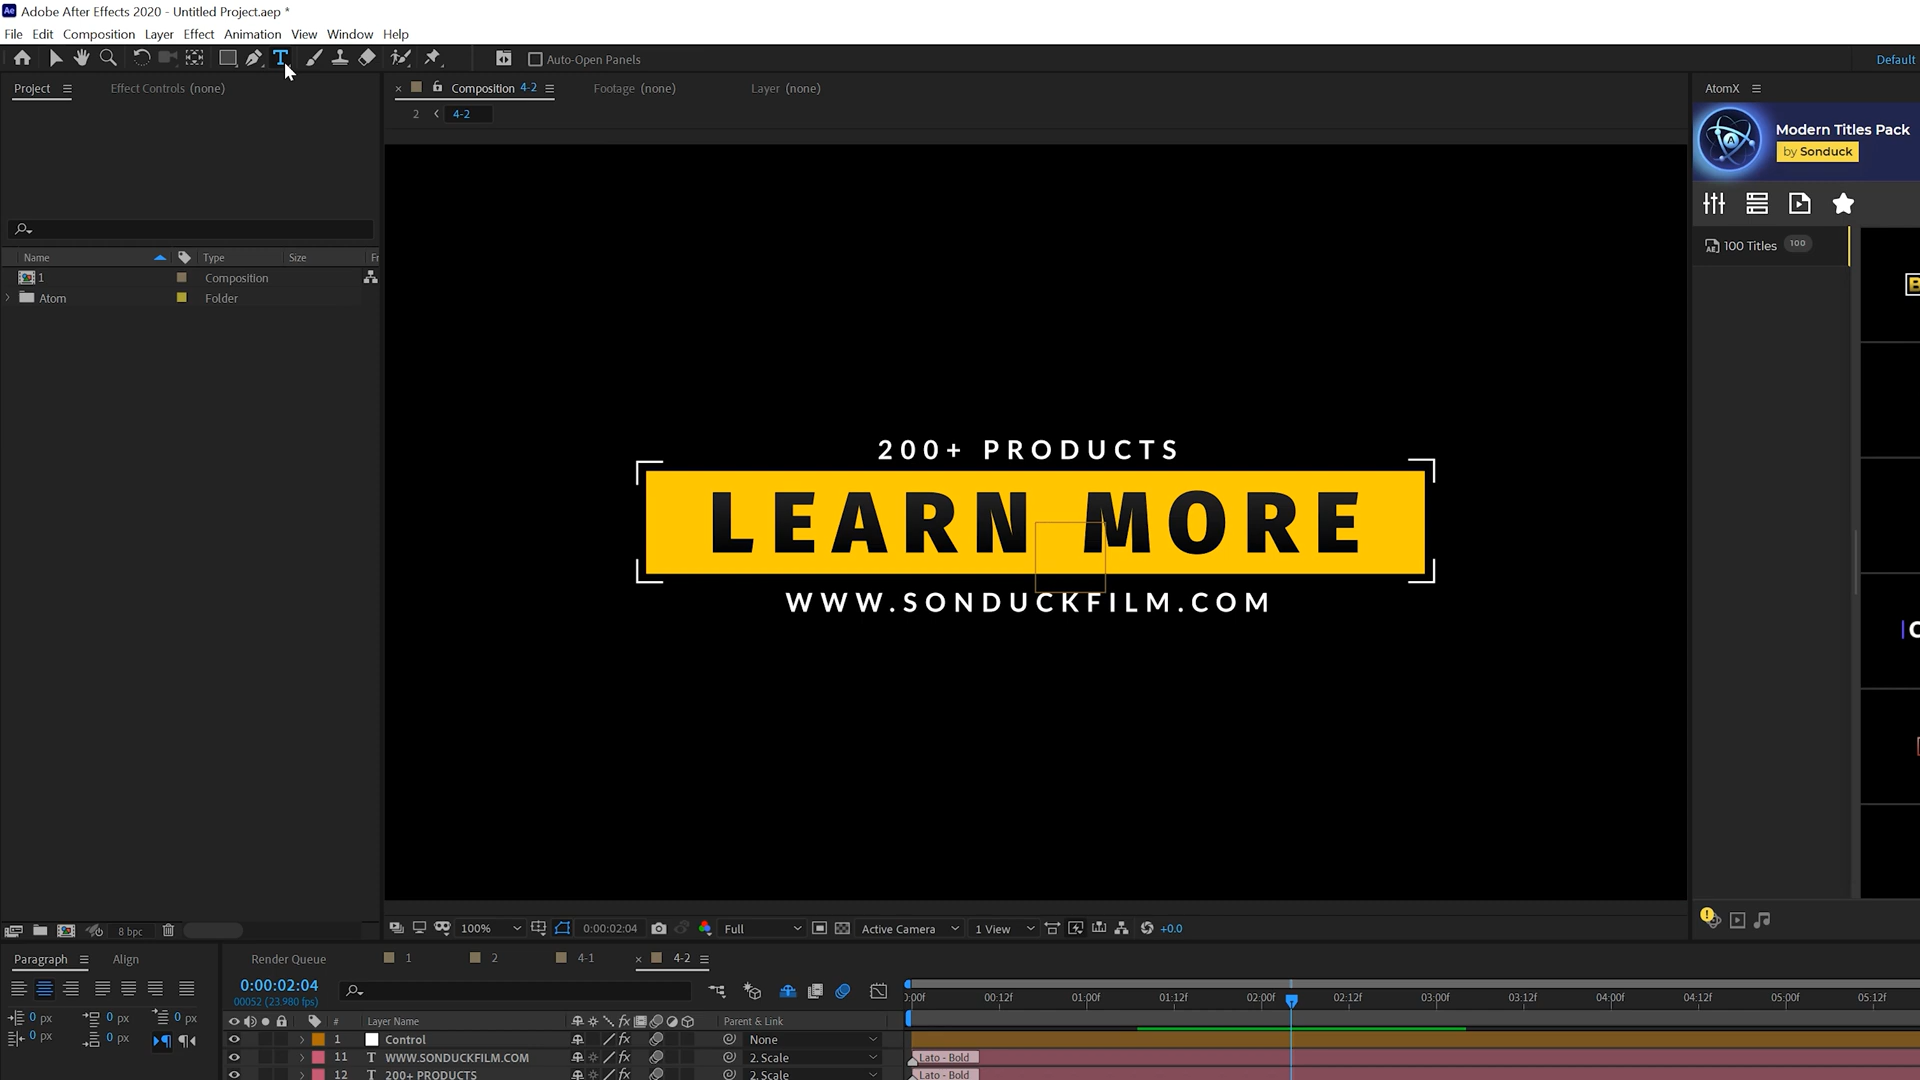 Adobe After Effects 2020 - Untitled Project.aep *
File Edit Composition Layer Effect Animation View Window Help
Auto-Open Panels
Default
Project Effect Controls (none)
Composition 4-2
Footage (none)
Layer (none)
AtomX
2 4-2
Modern Titles Pack
by Sonduck
100 Titles 100
Name Type Size Fr
1 Composition
Atom Folder
200+ PRODUCTS
LEARN MORE
WWW.SONDUCKFILM.COM
8 bpc
100% 0:00:02:04 Full Active Camera 1 View +0.0
Paragraph Align
Render Queue 1 2 4-1 4-2
0:00:02:04
00052 (23.980 fps)
0:00f 00:12f 01:00f 01:12f 02:00f 02:12f 03:00f 03:12f 04:00f 04:12f 05:00f 05:12f
0 px 0 px 0 px
0 px 0 px
# Layer Name Parent & Link
1 Control None
11 T WWW.SONDUCKFILM.COM 2. Scale Lato - Bold
12 T 200+ PRODUCTS 2. Scale Lato - Bold